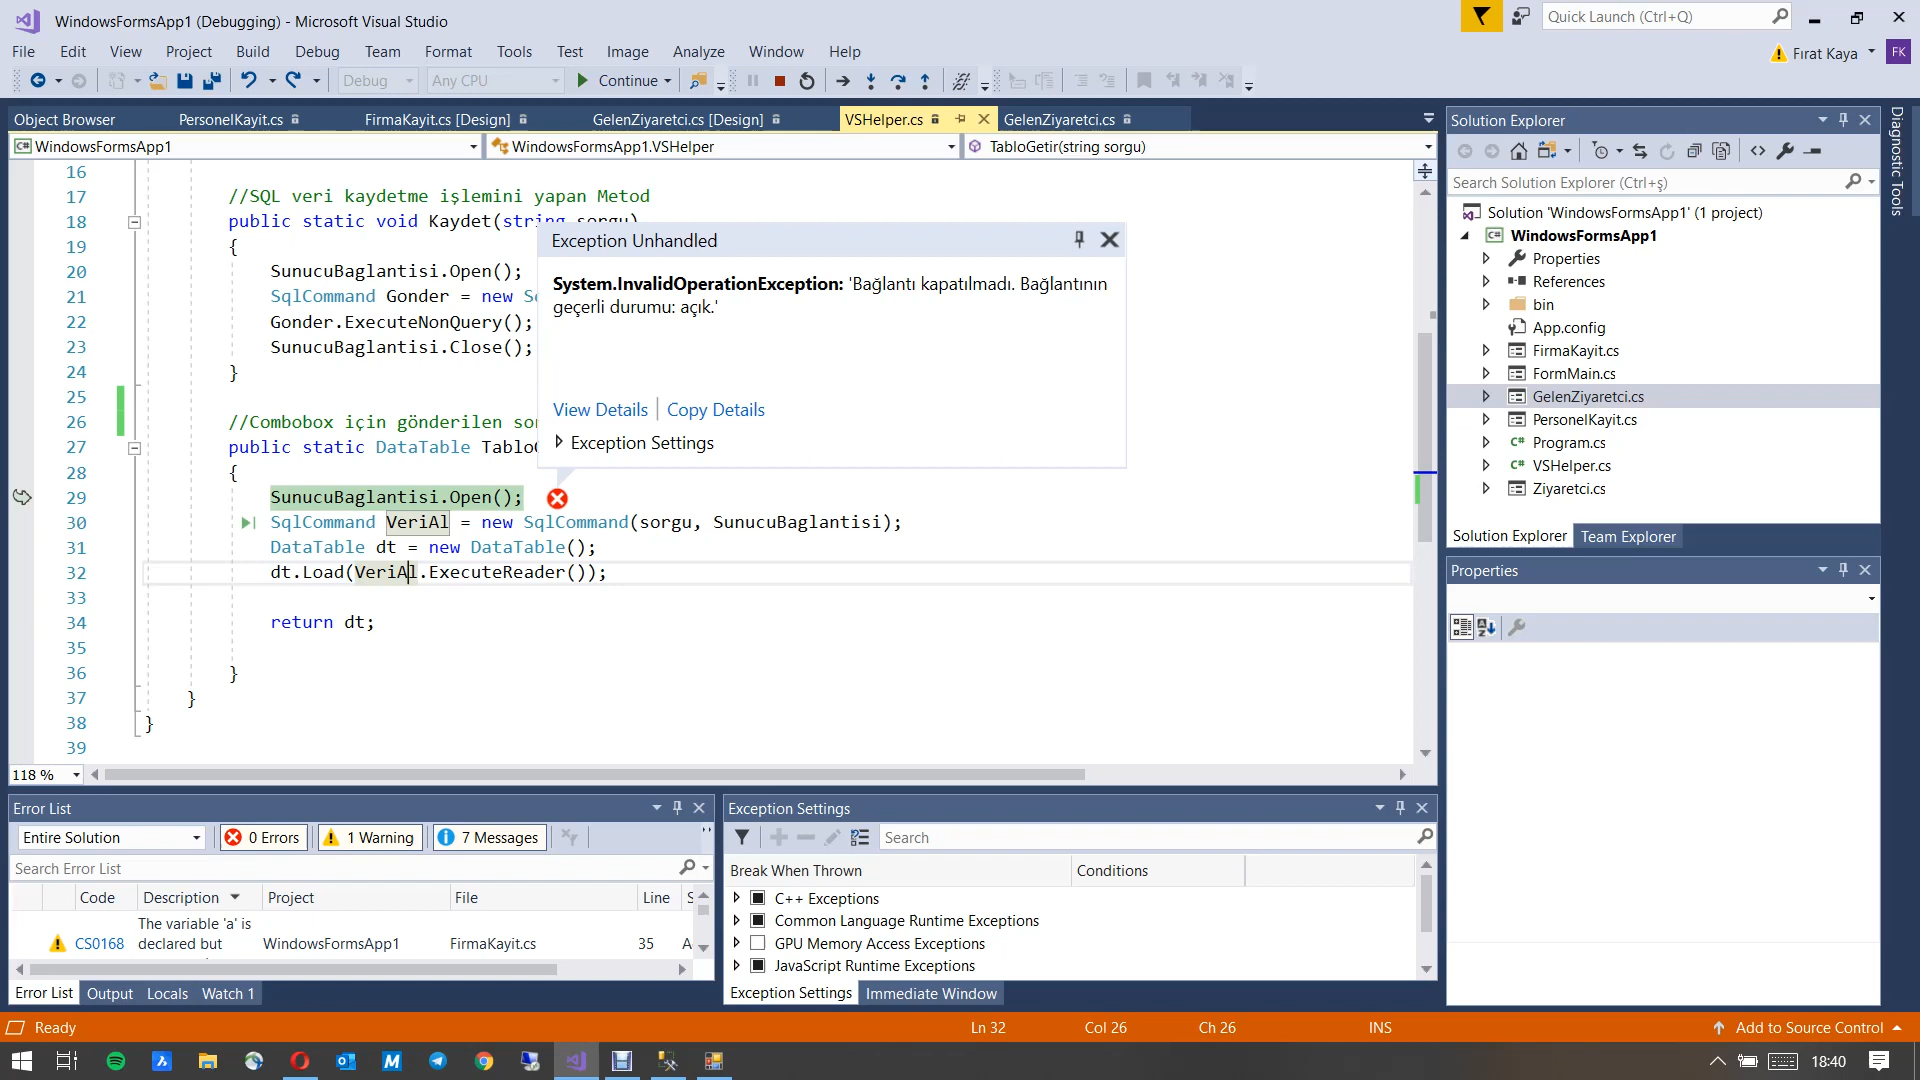 WindowsFormsApp1 (Debugging) - Microsoft Visual Studio
Quick Launch (Ctrl+Q)
File Edit View Project Build Debug Team Format Tools Test Image Analyze Window Help
Fırat Kaya
FK
Debug Any CPU Continue
Object Browser PersonelKayit.cs FirmaKayit.cs [Design] GelenZiyaretci.cs [Design] VSHelper.cs GelenZiyaretci.cs
WindowsFormsApp1 WindowsFormsApp1.VSHelper TabloGetir(string sorgu)
16
17 //SQL veri kaydetme işlemini yapan Metod
18 public static void Kaydet(string sorgu)
19 {
20 SunucuBaglantisi.Open();
21 SqlCommand Gonder = new
22 Gonder.ExecuteNonQuery();
23 SunucuBaglantisi.Close();
24 }
25
26 //Combobox için gönderilen
27 public static DataTable
28 {
29 SunucuBaglantisi.Open();
30 SqlCommand VeriAl = new SqlCommand(sorgu, SunucuBaglantisi);
31 DataTable dt = new DataTable();
32 dt.Load(VeriAl.ExecuteReader());
33
34 return dt;
35
36 }
37 }
38 }
39
Exception Unhandled
System.InvalidOperationException: 'Bağlantı kapatılmadı. Bağlantının
geçerli durumu: açık.'
View Details Copy Details
Exception Settings
118 %
Solution Explorer
Search Solution Explorer (Ctrl+ş)
Solution 'WindowsFormsApp1' (1 project)
WindowsFormsApp1
Properties
References
bin
App.config
FirmaKayit.cs
FormMain.cs
GelenZiyaretci.cs
PersonelKayit.cs
Program.cs
VSHelper.cs
Ziyaretci.cs
Solution Explorer Team Explorer
Properties
Diagnostic Tools
Error List
Entire Solution 0 Errors 1 Warning 7 Messages
Search Error List
Code Description Project File Line
The variable 'a' is
CS0168 declared but WindowsFormsApp1 FirmaKayit.cs 35
Error List Output Locals Watch 1
Exception Settings
Search
Break When Thrown Conditions
C++ Exceptions
Common Language Runtime Exceptions
GPU Memory Access Exceptions
JavaScript Runtime Exceptions
Exception Settings Immediate Window
Ready Ln 32 Col 26 Ch 26 INS Add to Source Control
18:40